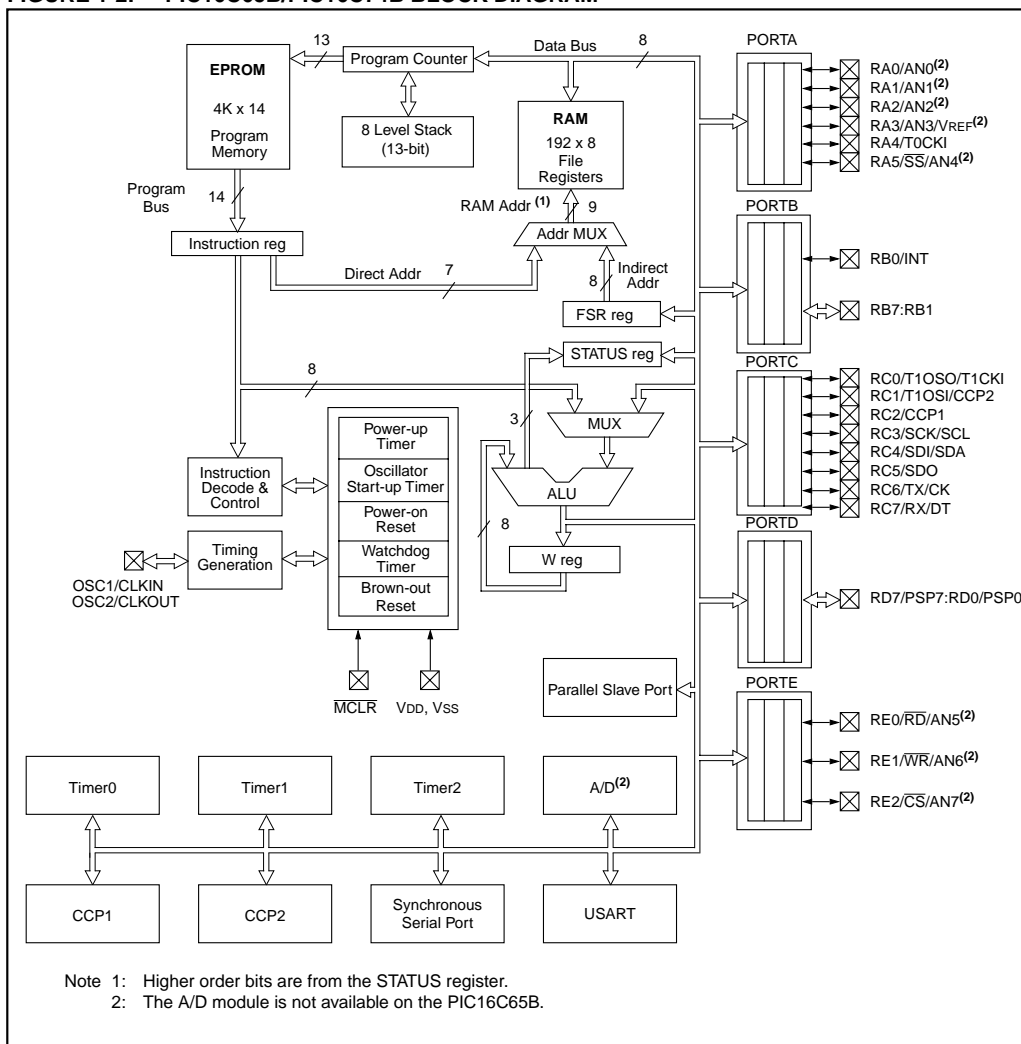 FIGURE 1-2: PIC16C65B/PIC16C74B BLOCK DIAGRAM
EPROM
4K x 14
Program
Memory
13
Program Counter
8 Level Stack
(13-bit)
Data Bus
8
RAM
192 x 8
File
Registers
Program
Bus
14
RAM Addr (1)
9
Instruction reg
Addr MUX
Direct Addr
7
8
Indirect
Addr
FSR reg
STATUS reg
8
3
MUX
ALU
8
W reg
Instruction
Decode &
Control
Timing
Generation
OSC1/CLKIN
OSC2/CLKOUT
Power-up
Timer
Oscillator
Start-up Timer
Power-on
Reset
Watchdog
Timer
Brown-out
Reset
MCLR
VDD, VSS
Parallel Slave Port
PORTA
RA0/AN0(2)
RA1/AN1(2)
RA2/AN2(2)
RA3/AN3/VREF(2)
RA4/T0CKI
RA5/SS/AN4(2)
PORTB
RB0/INT
RB7:RB1
PORTC
RC0/T1OSO/T1CKI
RC1/T1OSI/CCP2
RC2/CCP1
RC3/SCK/SCL
RC4/SDI/SDA
RC5/SDO
RC6/TX/CK
RC7/RX/DT
PORTD
RD7/PSP7:RD0/PSP0
PORTE
RE0/RD/AN5(2)
RE1/WR/AN6(2)
RE2/CS/AN7(2)
Timer0
Timer1
Timer2
A/D(2)
CCP1
CCP2
Synchronous
Serial Port
USART
Note 1: Higher order bits are from the STATUS register.
2: The A/D module is not available on the PIC16C65B.